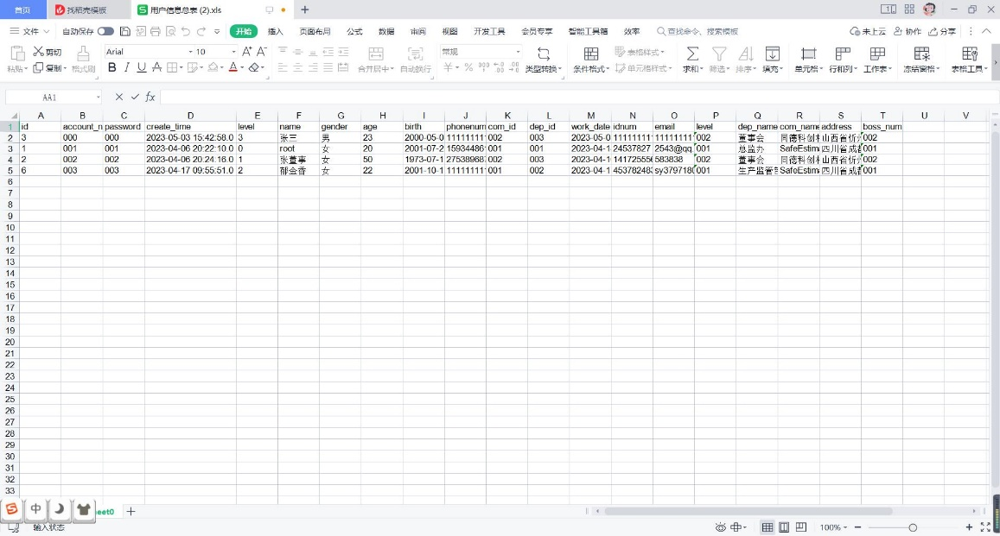 首页 找稻壳模板 用户信息总表 (2).xls
文件 自动保存 开始 插入 页面布局 公式 数据 审阅 视图 开发工具 会员专享 智能工具箱 效率 查找命令、搜索模板 未上云 协作 分享
剪切 Arial 10 A+ A- 常规 表格样式
粘贴 复制 格式刷 B I U A 合并居中 自动换行 类型转换 条件格式 单元格样式 求和 筛选 排序 填充 单元格 行和列 工作表 冻结窗格 表格工具
AA1 fx
A B C D E F G H I J K L M N O P Q R S T U V
1 id account_n password create_time level name gender age birth phonenum com_id dep_id work_date idnum email level dep_name com_name address boss_num
2 3 000 000 2023-05-03 15:42:58.0 3 张三 男 23 2000-05-0 11111111 002 003 2023-05-0 11111111 11111111 002 董事会 同德科创 山西省忻 002
3 1 001 001 2023-04-06 20:22:10.0 0 root 女 20 2001-07-2 15934486 001 001 2023-04-1 24537827 2543@qq. 001 总监办 SafeEstim 四川省成 001
4 2 002 002 2023-04-06 20:24:16.0 1 张董事 女 50 1973-07-1 27538968 002 003 2023-04-1 141725556 583838 002 董事会 同德科创 山西省忻 002
5 6 003 003 2023-04-17 09:55:51.0 2 郁金香 女 22 2001-10-1 11111111 001 002 2023-04-1 45378248 sy379718 001 生产监管 SafeEstim 四川省成 001
6
7
8
9
10
11
12
13
14
15
16
17
18
19
20
21
22
23
24
25
26
27
28
29
30
31
32
33
中 eet0
输入状态 100%